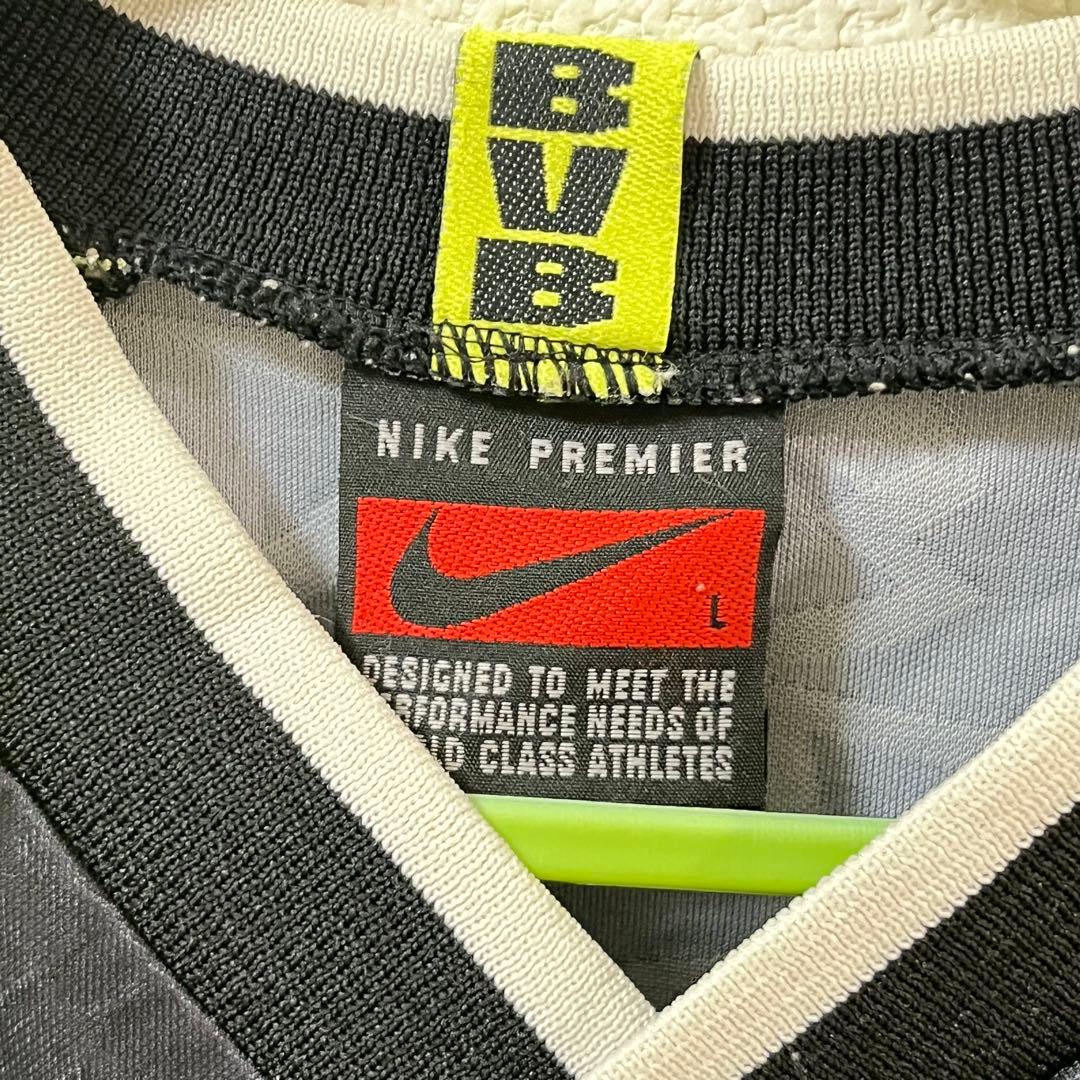 B
V
B
NIKE PREMIER
L
DESIGNED TO MEET THE
NEEDS OF
CLASS ATHLETES